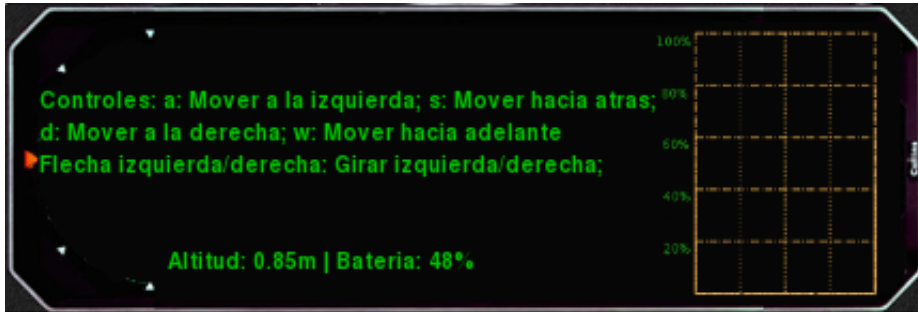 Controles: a: Mover a la izquierda; s: Mover hacia atras;
d: Mover a la derecha; w: Mover hacia adelante
Flecha izquierda/derecha: Girar izquierda/derecha;
Altitud: 0.85m | Bateria: 48%
100%
80%
60%
40%
20%